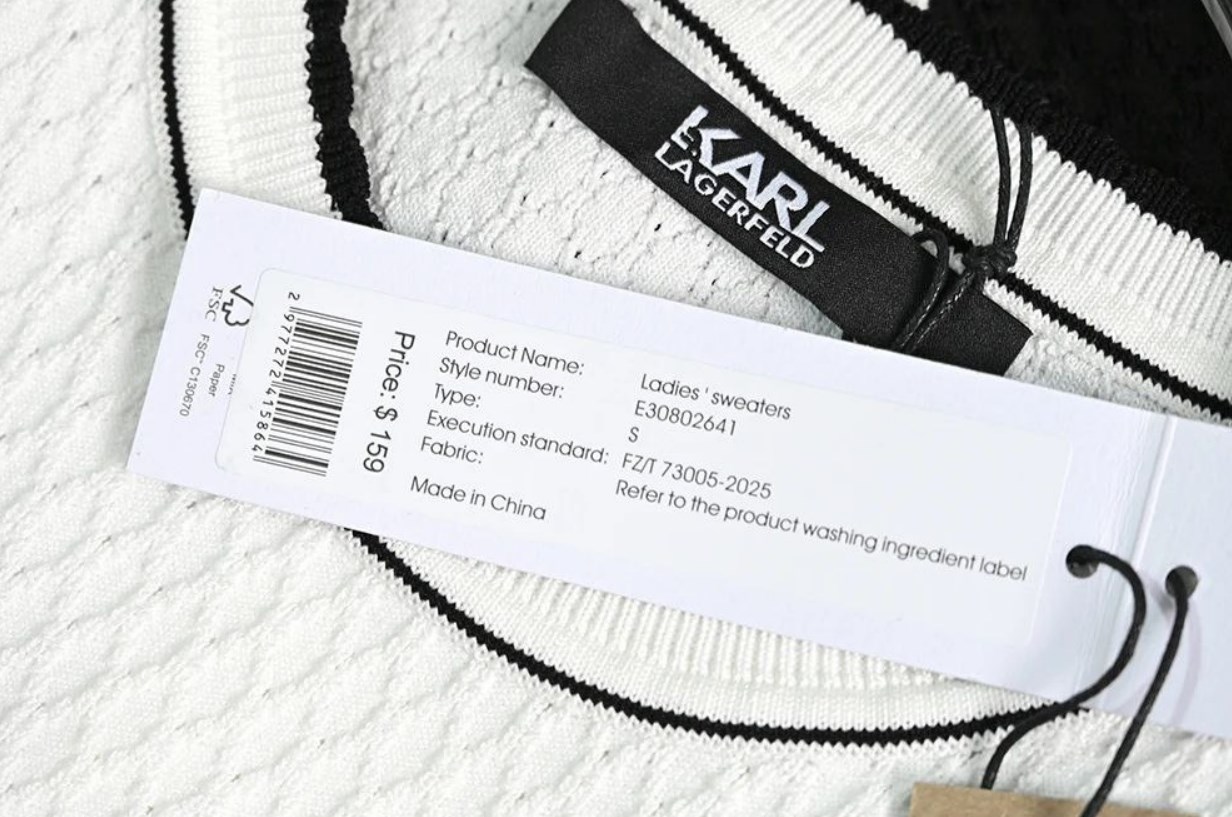 KARL
LAGERFELD
FSC
Paper
FSC™ C130670
2 977272 415864
Price: $ 159
Product Name: Ladies ' sweaters
Style number: E30802641
Type: S
Execution standard: FZ/T 73005-2025
Fabric: Refer to the product washing ingredient label
Made in China